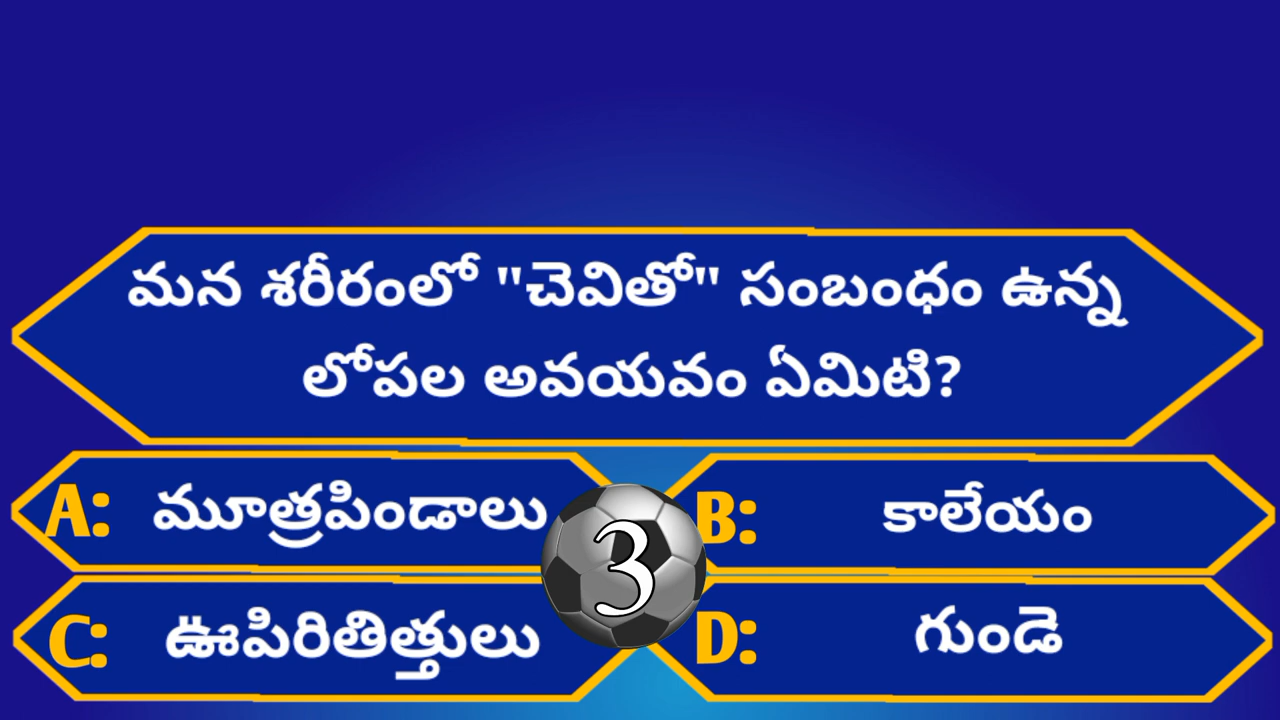 మన శరీరంలో "చెవితో" సంబంధం ఉన్న
లోపల అవయవం ఏమిటి?
A: మూత్రపిండాలు
B: కాలేయం
3
C: ఊపిరితిత్తులు
D: గుండె